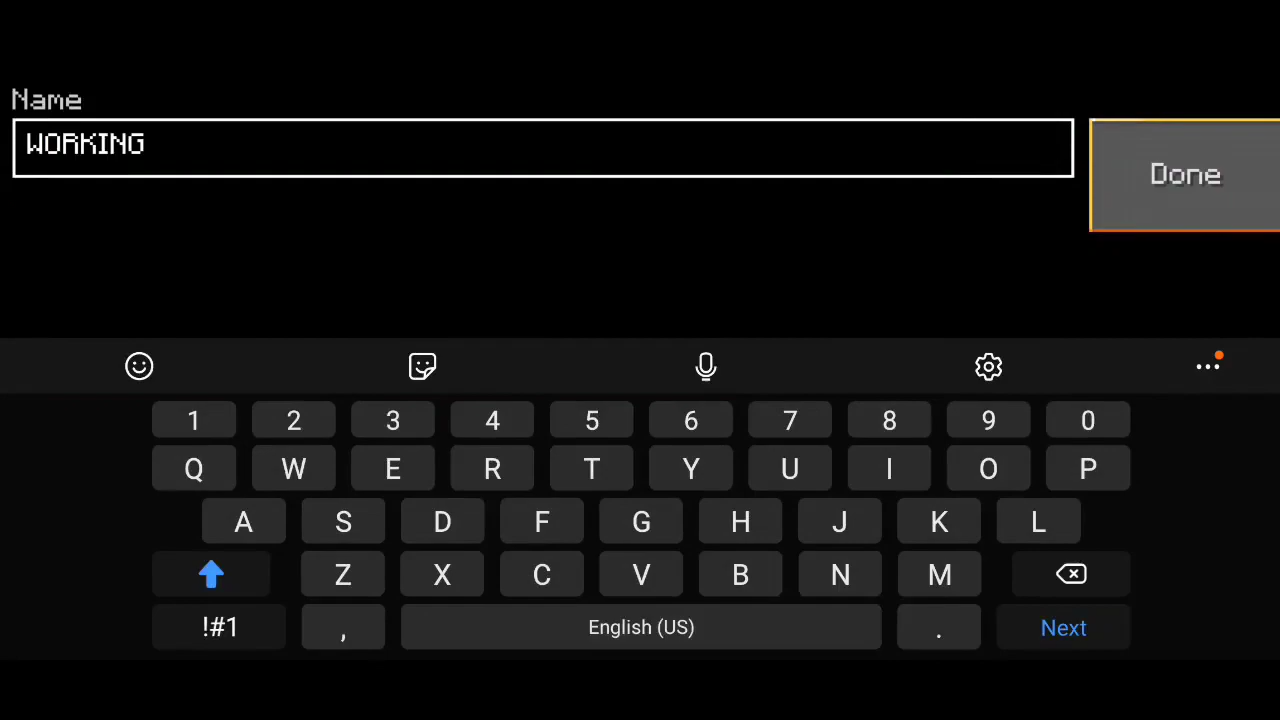 Name
WORKING
Done
1 2 3 4 5 6 7 8 9 0
Q W E R T Y U I O P
A S D F G H J K L
Z X C V B N M
!#1 , English (US) . Next